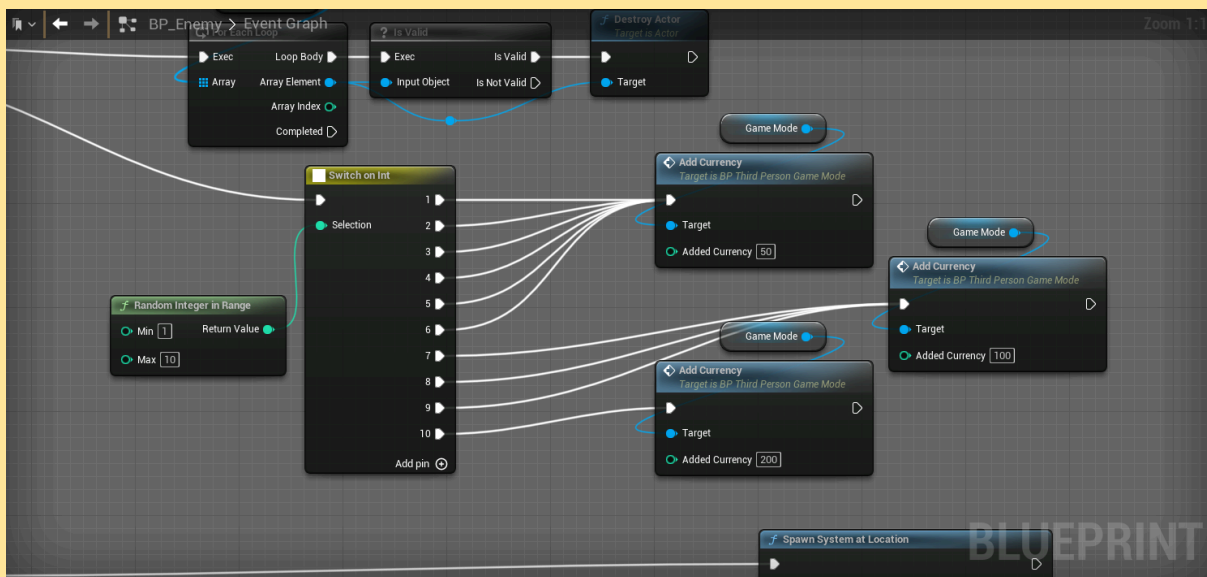 BP_Enemy > Event Graph
Zoom 1:1
For Each Loop
Exec
Loop Body
Array
Array Element
Array Index
Completed
? Is Valid
Exec
Is Valid
Input Object
Is Not Valid
f Destroy Actor
Target is Actor
Target
Switch on Int
1
Selection
2
3
4
5
6
7
8
9
10
Add pin
f Random Integer in Range
Min 1
Return Value
Max 10
Game Mode
Add Currency
Target is BP Third Person Game Mode
Target
Added Currency 50
Game Mode
Add Currency
Target is BP Third Person Game Mode
Target
Added Currency 100
Game Mode
Add Currency
Target is BP Third Person Game Mode
Target
Added Currency 200
f Spawn System at Location
BLUEPRINT